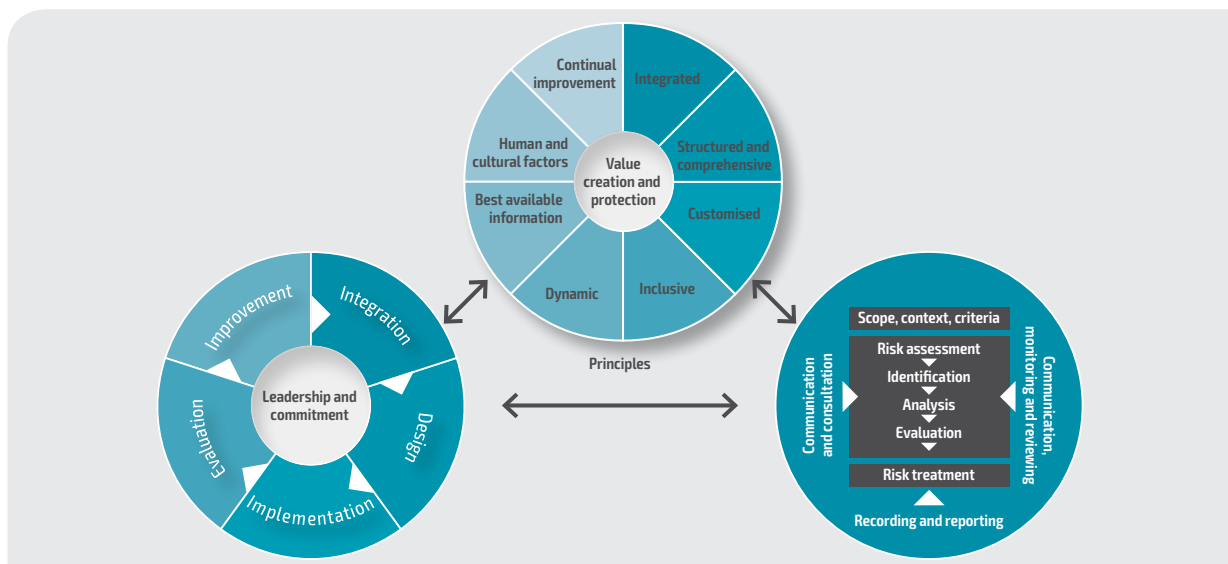 Continual
improvement
Integrated
Human and
cultural factors
Structured and
comprehensive
Value
creation and
protection
Best available
information
Customised
Dynamic
Inclusive
Principles
Improvement
Integration
Leadership and
commitment
Evaluation
Design
Implementation
Scope, context, criteria
Risk assessment
Identification
Analysis
Evaluation
Risk treatment
Recording and reporting
Communication
and consultation
Communication,
monitoring and reviewing